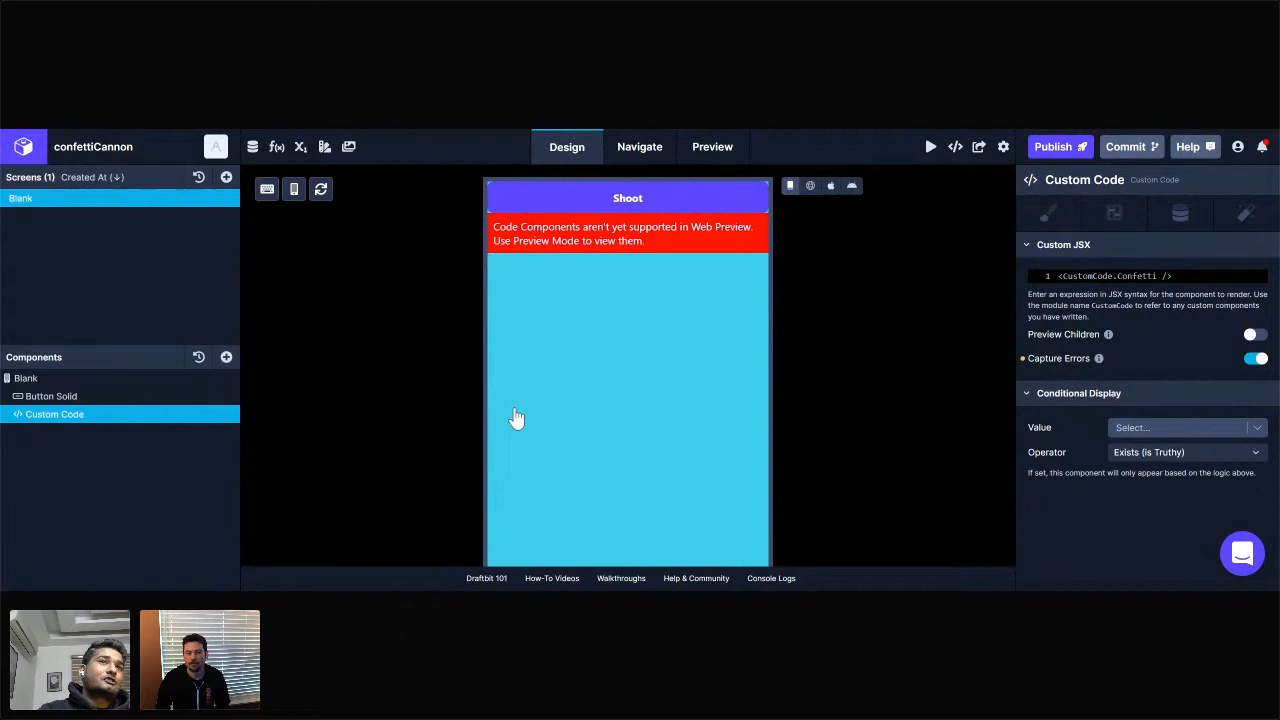 confettiCannon
A
f(x)
Design
Navigate
Preview
Publish
Commit
Help
Screens (1) Created At (↓)
Blank
Components
Blank
Button Solid
Custom Code
Shoot
Code Components aren't yet supported in Web Preview.
Use Preview Mode to view them.
Custom Code Custom Code
Custom JSX
1 <CustomCode.Confetti />
Enter an expression in JSX syntax for the component to render. Use
the module name CustomCode to refer to any custom components
you have written.
Preview Children
Capture Errors
Conditional Display
Value Select...
Operator Exists (is Truthy)
If set, this component will only appear based on the logic above.
Draftbit 101 How-To Videos Walkthroughs Help & Community Console Logs